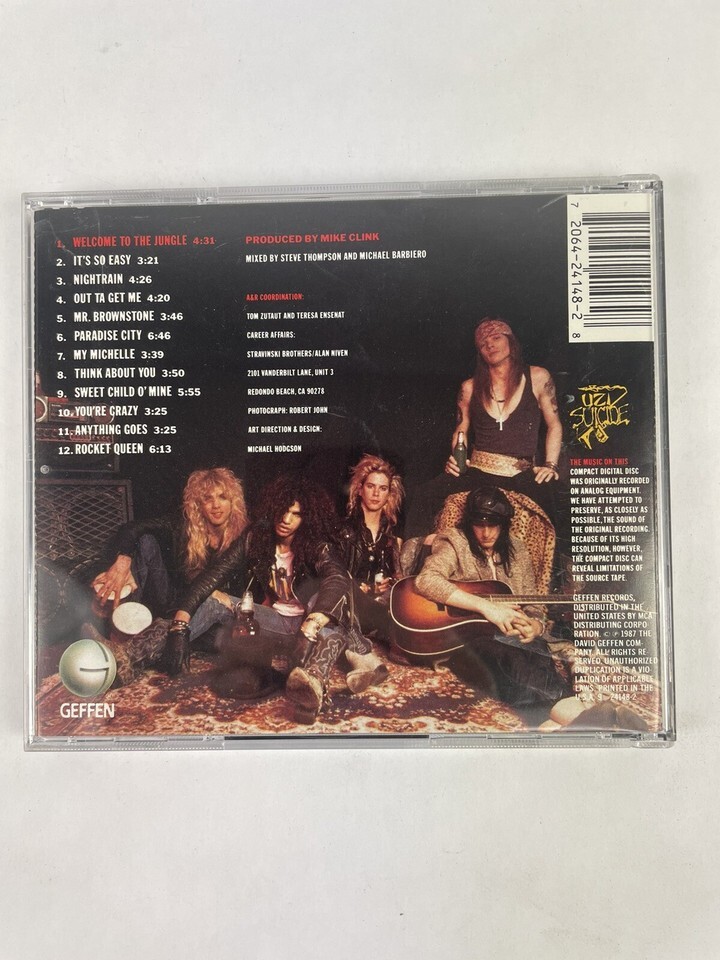 1. WELCOME TO THE JUNGLE 4:31
2. IT'S SO EASY 3:21
3. NIGHTRAIN 4:26
4. OUT TA GET ME 4:20
5. MR. BROWNSTONE 3:46
6. PARADISE CITY 6:46
7. MY MICHELLE 3:39
8. THINK ABOUT YOU 3:50
9. SWEET CHILD O' MINE 5:55
10. YOU'RE CRAZY 3:25
11. ANYTHING GOES 3:25
12. ROCKET QUEEN 6:13
PRODUCED BY MIKE CLINK
MIXED BY STEVE THOMPSON AND MICHAEL BARBIERO
A&R COORDINATION:
TOM ZUTAUT AND TERESA ENSENAT
CAREER AFFAIRS:
STRAVINSKI BROTHERS/ALAN NIVEN
2101 VANDERBILT LANE, UNIT 3
REDONDO BEACH, CA 90278
PHOTOGRAPH: ROBERT JOHN
ART DIRECTION & DESIGN:
MICHAEL HODGSON
7 20642-4148-2 8
UZI
SUICIDE
THE MUSIC ON THIS
COMPACT DIGITAL DISC
WAS ORIGINALLY RECORDED
ON ANALOG EQUIPMENT.
WE HAVE ATTEMPTED TO
PRESERVE, AS CLOSELY AS
POSSIBLE, THE SOUND OF
THE ORIGINAL RECORDING.
BECAUSE OF ITS HIGH
RESOLUTION, HOWEVER,
THE COMPACT DISC CAN
REVEAL LIMITATIONS OF
THE SOURCE TAPE.
GEFFEN RECORDS,
DISTRIBUTED IN THE
UNITED STATES BY MCA
DISTRIBUTING CORPO-
RATION. © ℗ 1987 THE
DAVID GEFFEN COM-
PANY. ALL RIGHTS RE-
SERVED. UNAUTHORIZED
DUPLICATION IS A VIO-
LATION OF APPLICABLE
LAWS. PRINTED IN THE
U.S.A. 24148-2
G
GEFFEN